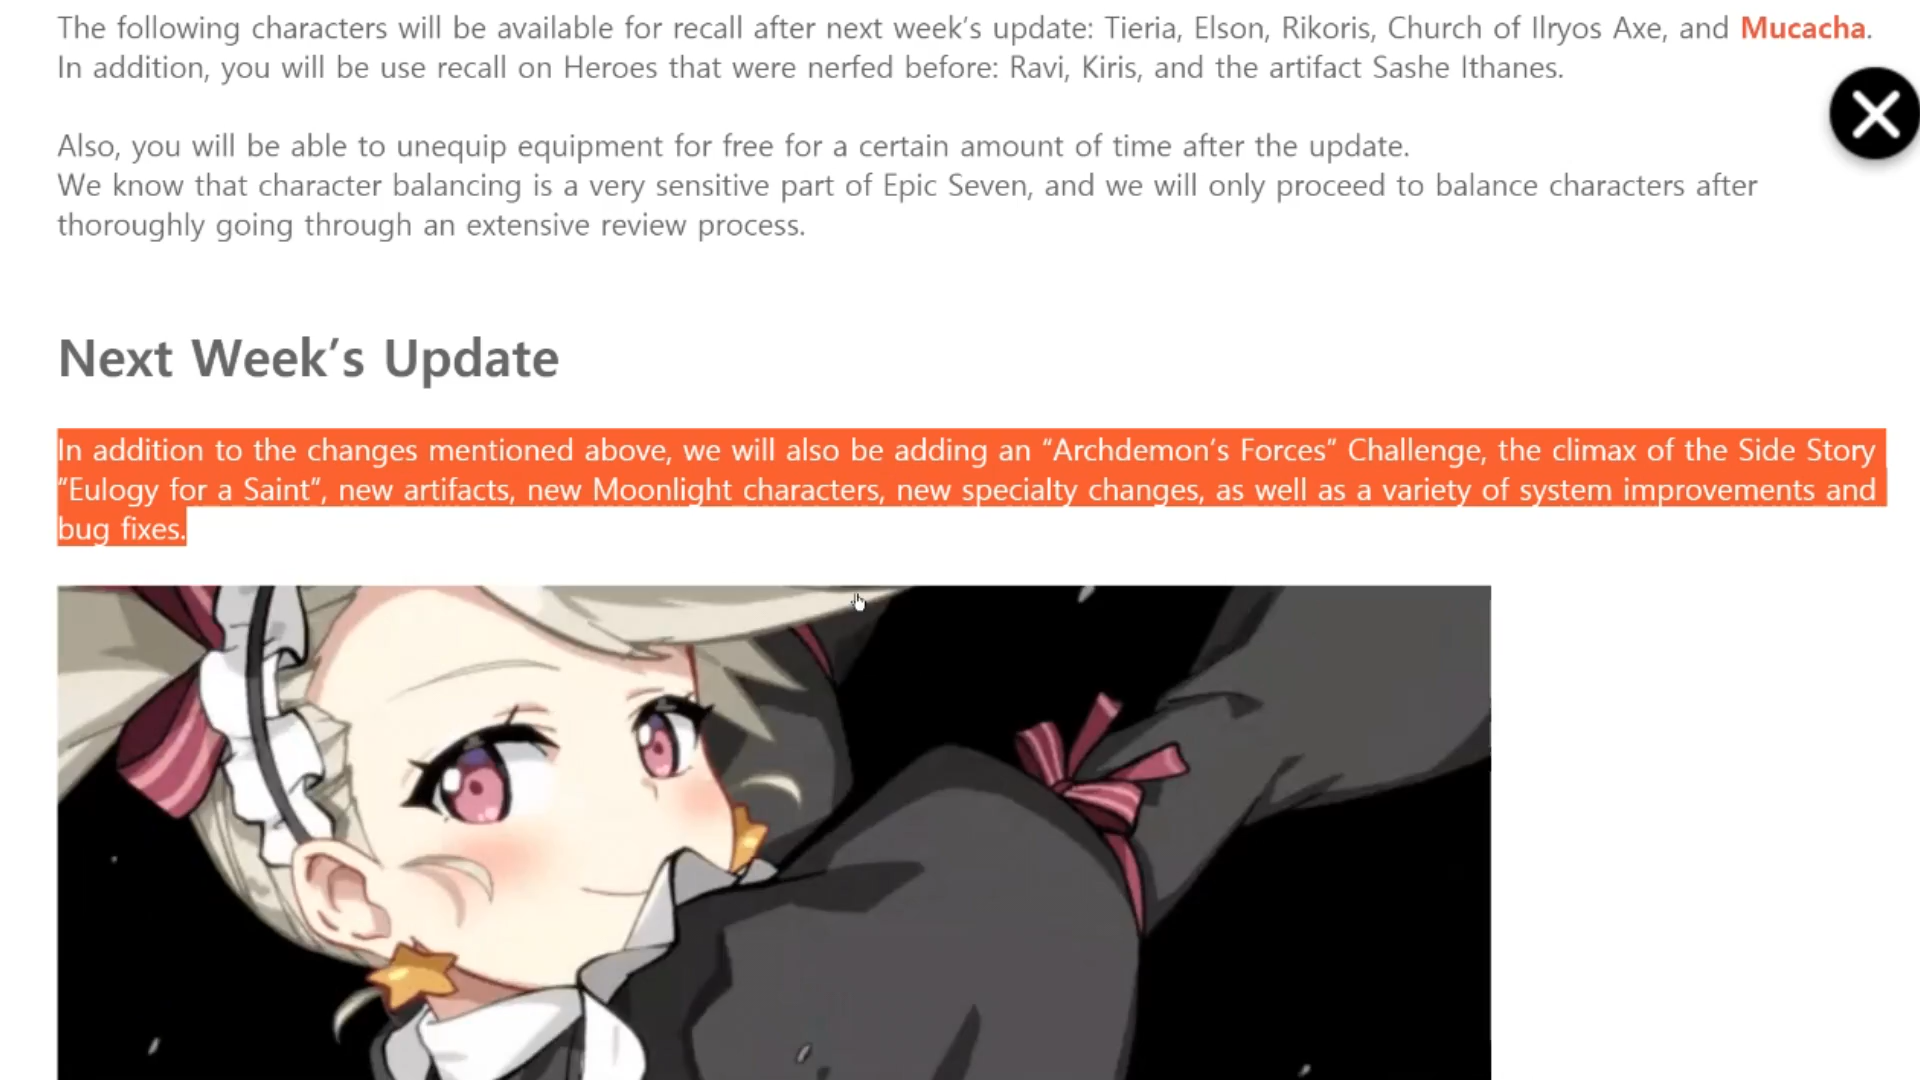 The following characters will be available for recall after next week’s update: Tieria, Elson, Rikoris, Church of Ilryos Axe, and Mucacha.
In addition, you will be use recall on Heroes that were nerfed before: Ravi, Kiris, and the artifact Sashe Ithanes.
Also, you will be able to unequip equipment for free for a certain amount of time after the update.
We know that character balancing is a very sensitive part of Epic Seven, and we will only proceed to balance characters after
thoroughly going through an extensive review process.
Next Week’s Update
In addition to the changes mentioned above, we will also be adding an “Archdemon’s Forces” Challenge, the climax of the Side Story
“Eulogy for a Saint”, new artifacts, new Moonlight characters, new specialty changes, as well as a variety of system improvements and
bug fixes.